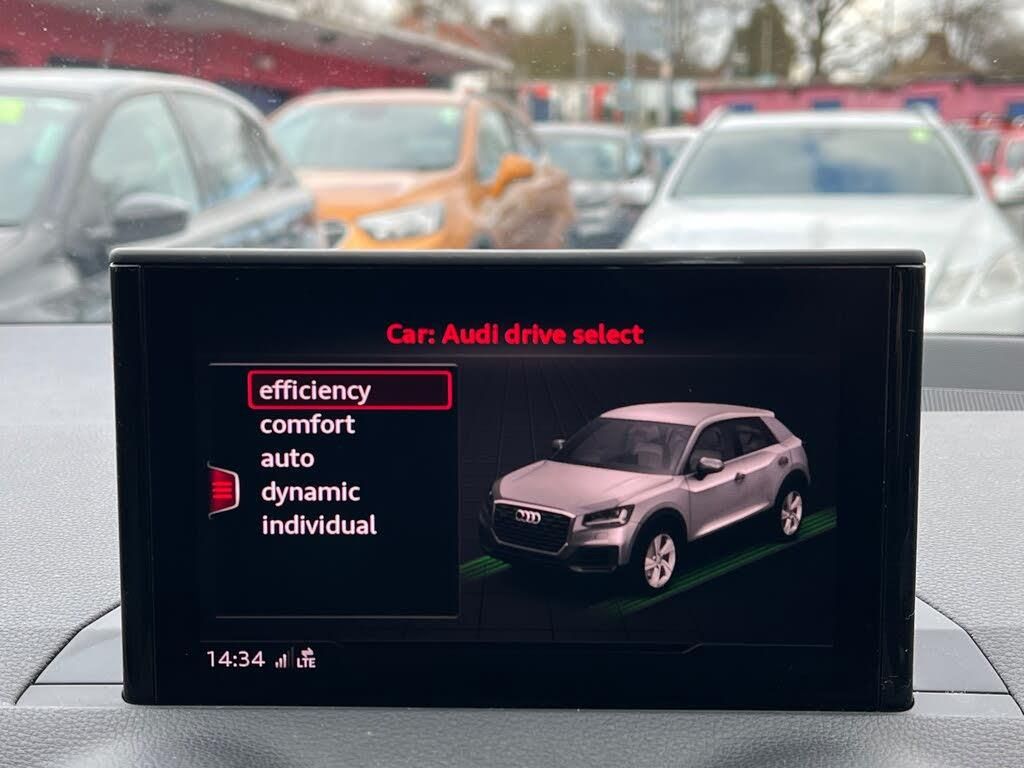 Car: Audi drive select
efficiency
comfort
auto
dynamic
individual
14:34 LTE